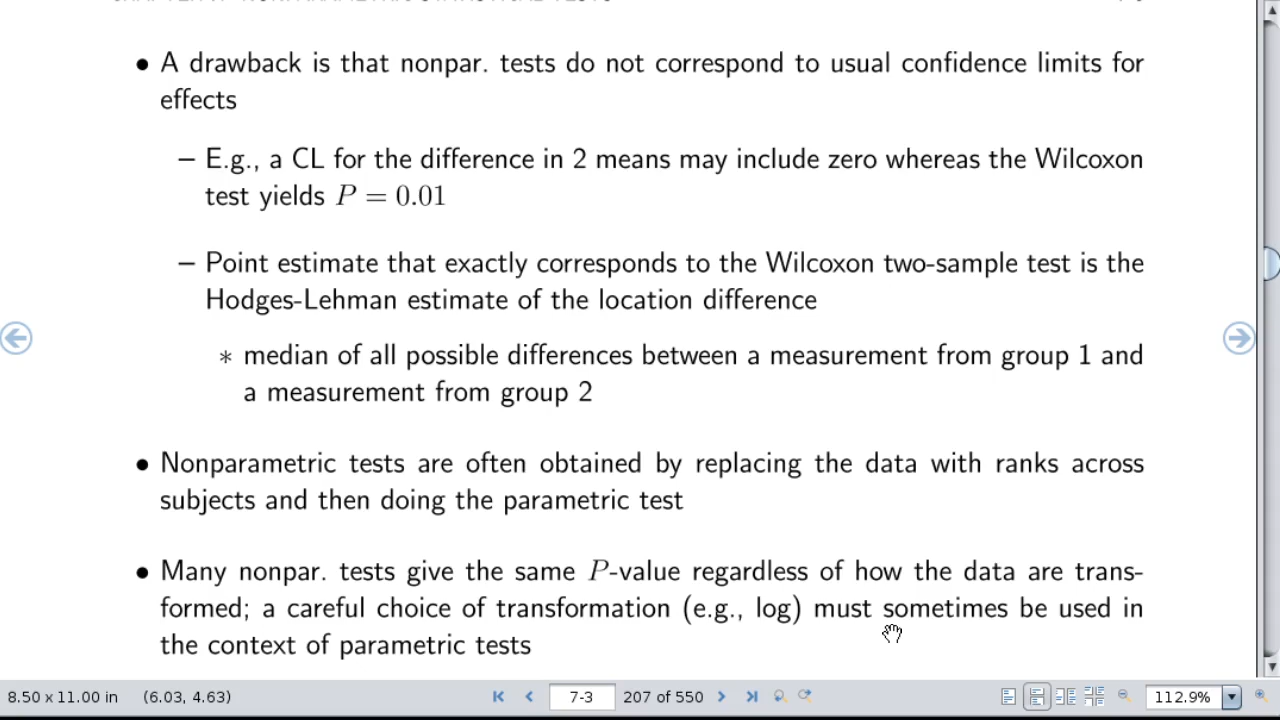 • A drawback is that nonpar. tests do not correspond to usual confidence limits for
effects
– E.g., a CL for the difference in 2 means may include zero whereas the Wilcoxon
test yields P = 0.01
– Point estimate that exactly corresponds to the Wilcoxon two-sample test is the
Hodges-Lehman estimate of the location difference
* median of all possible differences between a measurement from group 1 and
a measurement from group 2
• Nonparametric tests are often obtained by replacing the data with ranks across
subjects and then doing the parametric test
• Many nonpar. tests give the same P-value regardless of how the data are trans-
formed; a careful choice of transformation (e.g., log) must sometimes be used in
the context of parametric tests
8.50 x 11.00 in (6.03, 4.63) 7-3 207 of 550 112.9%